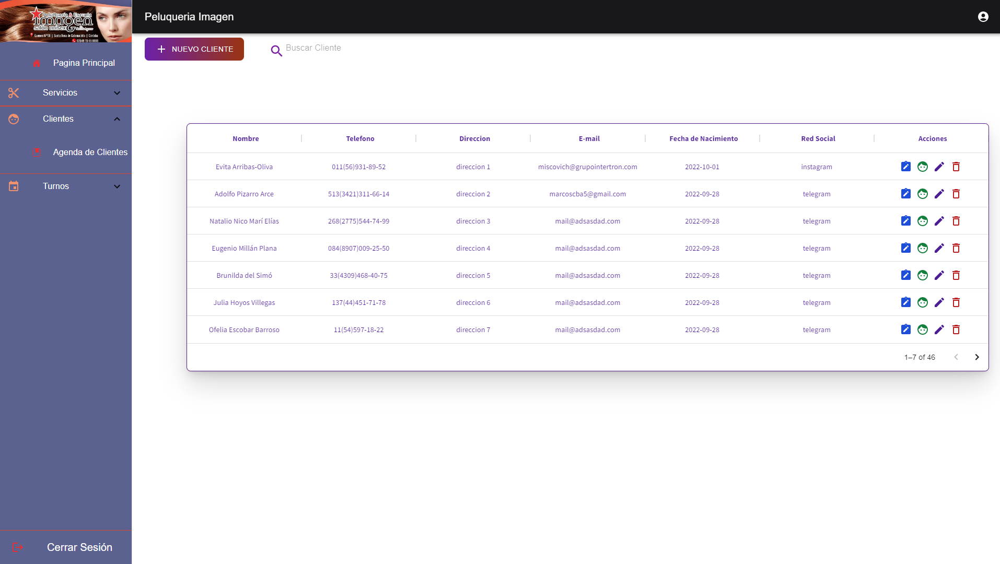 Peluqueria & Escuela
imagen
salón unisex
Guemes Nº 50 | Santa Rosa de Calamuchita | Córdoba
Peluqueria Imagen
NUEVO CLIENTE
Buscar Cliente
Pagina Principal
Servicios
Clientes
Agenda de Clientes
Turnos
Cerrar Sesión
Nombre Telefono Direccion E-mail Fecha de Nacimiento Red Social Acciones
Evita Arribas-Oliva 011(56)931-89-52 direccion 1 miscovich@grupointertron.com 2022-10-01 instagram
Adolfo Pizarro Arce 513(3421)311-66-14 direccion 2 marcoscba5@gmail.com 2022-09-28 telegram
Natalio Nico Marí Elías 268(2775)544-74-99 direccion 3 mail@adsasdad.com 2022-09-28 telegram
Eugenio Millán Plana 084(8907)009-25-50 direccion 4 mail@adsasdad.com 2022-09-28 telegram
Brunilda del Simó 33(4309)468-40-75 direccion 5 mail@adsasdad.com 2022-09-28 telegram
Julia Hoyos Villegas 137(44)451-71-78 direccion 6 mail@adsasdad.com 2022-09-28 telegram
Ofelia Escobar Barroso 11(54)597-18-22 direccion 7 mail@adsasdad.com 2022-09-28 telegram
1–7 of 46